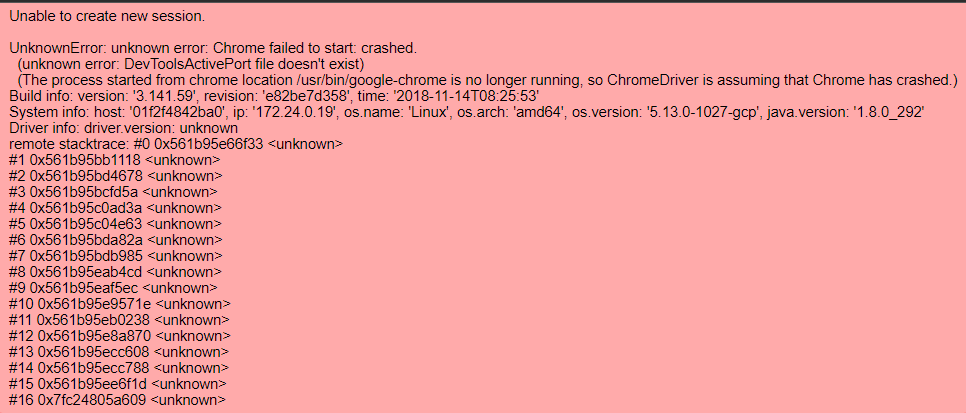 Unable to create new session.
UnknownError: unknown error: Chrome failed to start: crashed.
(unknown error: DevToolsActivePort file doesn't exist)
(The process started from chrome location /usr/bin/google-chrome is no longer running, so ChromeDriver is assuming that Chrome has crashed.)
Build info: version: '3.141.59', revision: 'e82be7d358', time: '2018-11-14T08:25:53'
System info: host: '01f2f4842ba0', ip: '172.24.0.19', os.name: 'Linux', os.arch: 'amd64', os.version: '5.13.0-1027-gcp', java.version: '1.8.0_292'
Driver info: driver.version: unknown
remote stacktrace: #0 0x561b95e66f33 <unknown>
#1 0x561b95bb1118 <unknown>
#2 0x561b95bd4678 <unknown>
#3 0x561b95bcfd5a <unknown>
#4 0x561b95c0ad3a <unknown>
#5 0x561b95c04e63 <unknown>
#6 0x561b95bda82a <unknown>
#7 0x561b95bdb985 <unknown>
#8 0x561b95eab4cd <unknown>
#9 0x561b95eaf5ec <unknown>
#10 0x561b95e9571e <unknown>
#11 0x561b95eb0238 <unknown>
#12 0x561b95e8a870 <unknown>
#13 0x561b95ecc608 <unknown>
#14 0x561b95ecc788 <unknown>
#15 0x561b95ee6f1d <unknown>
#16 0x7fc24805a609 <unknown>